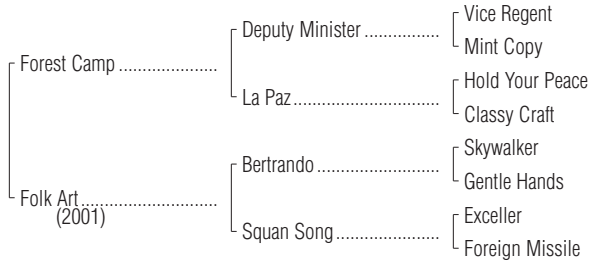 Vice Regent
Deputy Minister
Mint Copy
Forest Camp
Hold Your Peace
La Paz
Classy Craft
Skywalker
Bertrando
Gentle Hands
Folk Art
(2001)
Exceller
Squan Song
Foreign Missile